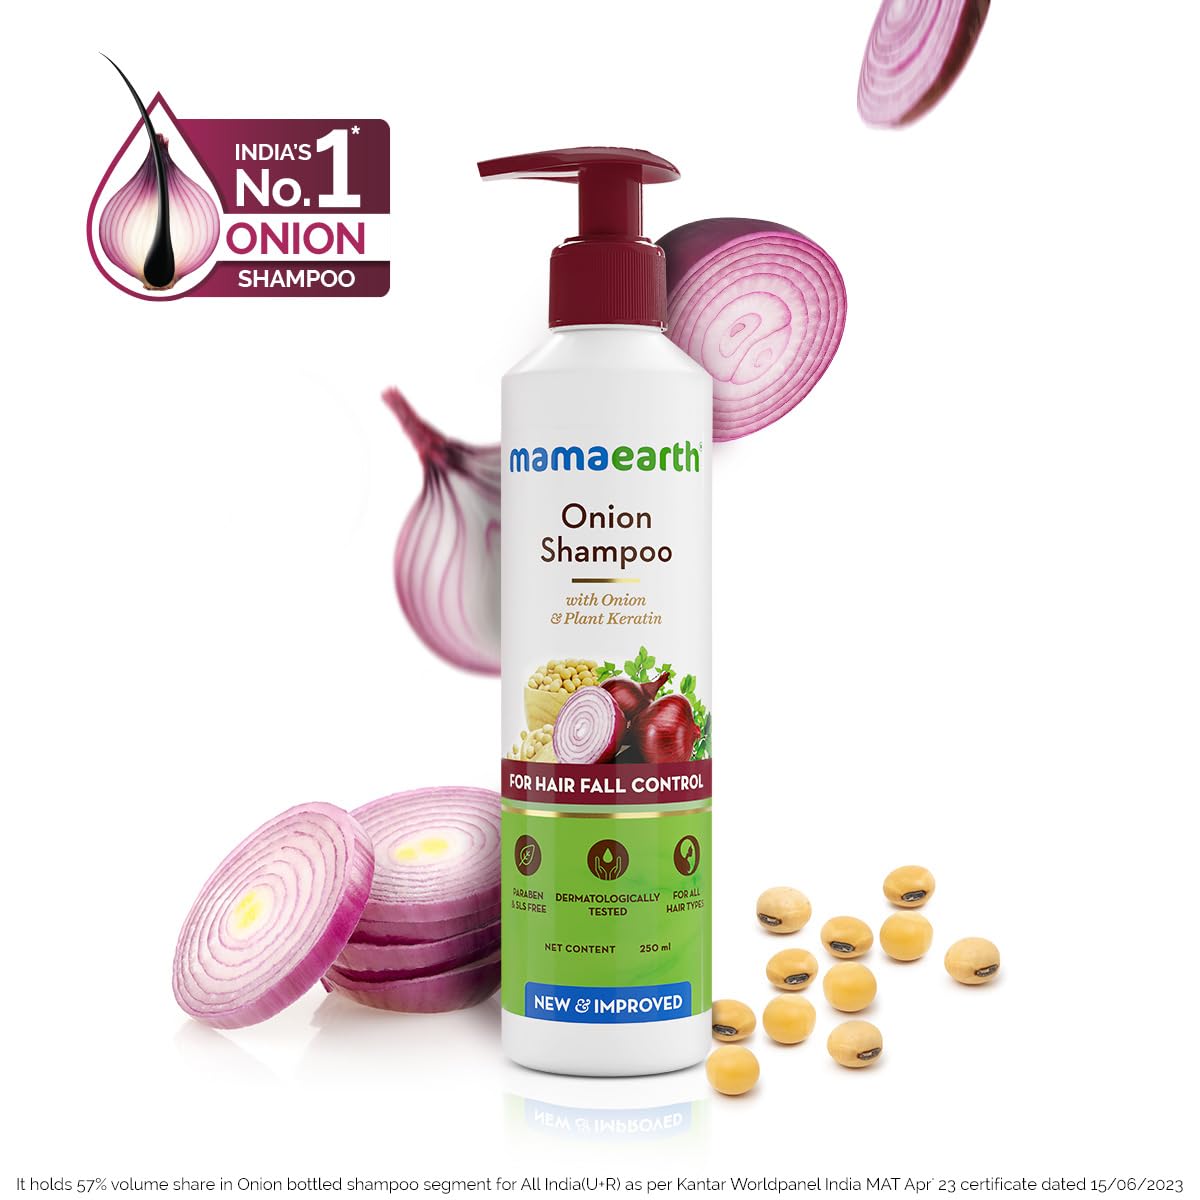 INDIA'S
No.1*
ONION
SHAMPOO
mamaearth®
Onion
Shampoo
with Onion
& Plant Keratin
FOR HAIR FALL CONTROL
PARABEN
& SLS FREE
DERMATOLOGICALLY
TESTED
FOR ALL
HAIR TYPES
NET CONTENT 250 ml
NEW & IMPROVED
It holds 57% volume share in Onion bottled shampoo segment for All India(U+R) as per Kantar Worldpanel India MAT Apr' 23 certificate dated 15/06/2023